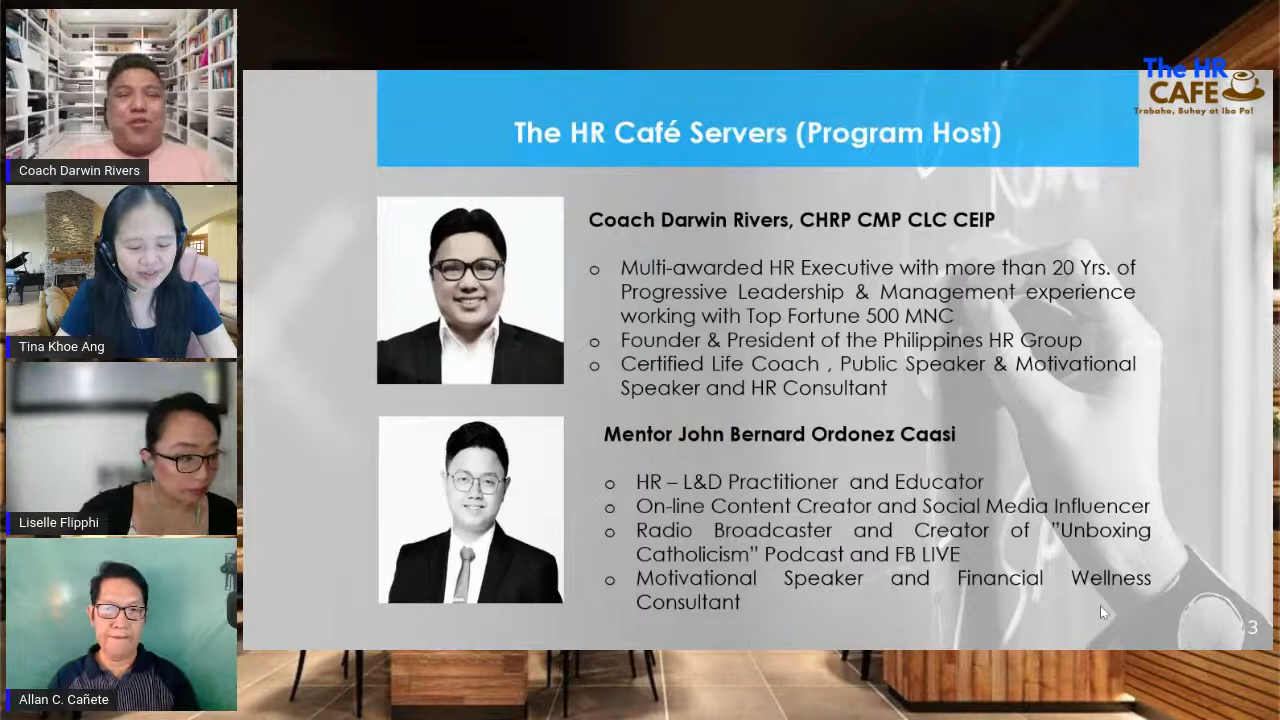 Coach Darwin Rivers
Tina Khoe Ang
Liselle Flipphi
Allan C. Cañete
The HR
CAFE
Trabaho, Buhay at Iba Pa!
The HR Café Servers (Program Host)
Coach Darwin Rivers, CHRP CMP CLC CEIP
o Multi-awarded HR Executive with more than 20 Yrs. of
Progressive Leadership & Management experience
working with Top Fortune 500 MNC
o Founder & President of the Philippines HR Group
o Certified Life Coach , Public Speaker & Motivational
Speaker and HR Consultant
Mentor John Bernard Ordonez Caasi
o HR – L&D Practitioner and Educator
o On-line Content Creator and Social Media Influencer
o Radio Broadcaster and Creator of "Unboxing
Catholicism" Podcast and FB LIVE
o Motivational Speaker and Financial Wellness
Consultant
3